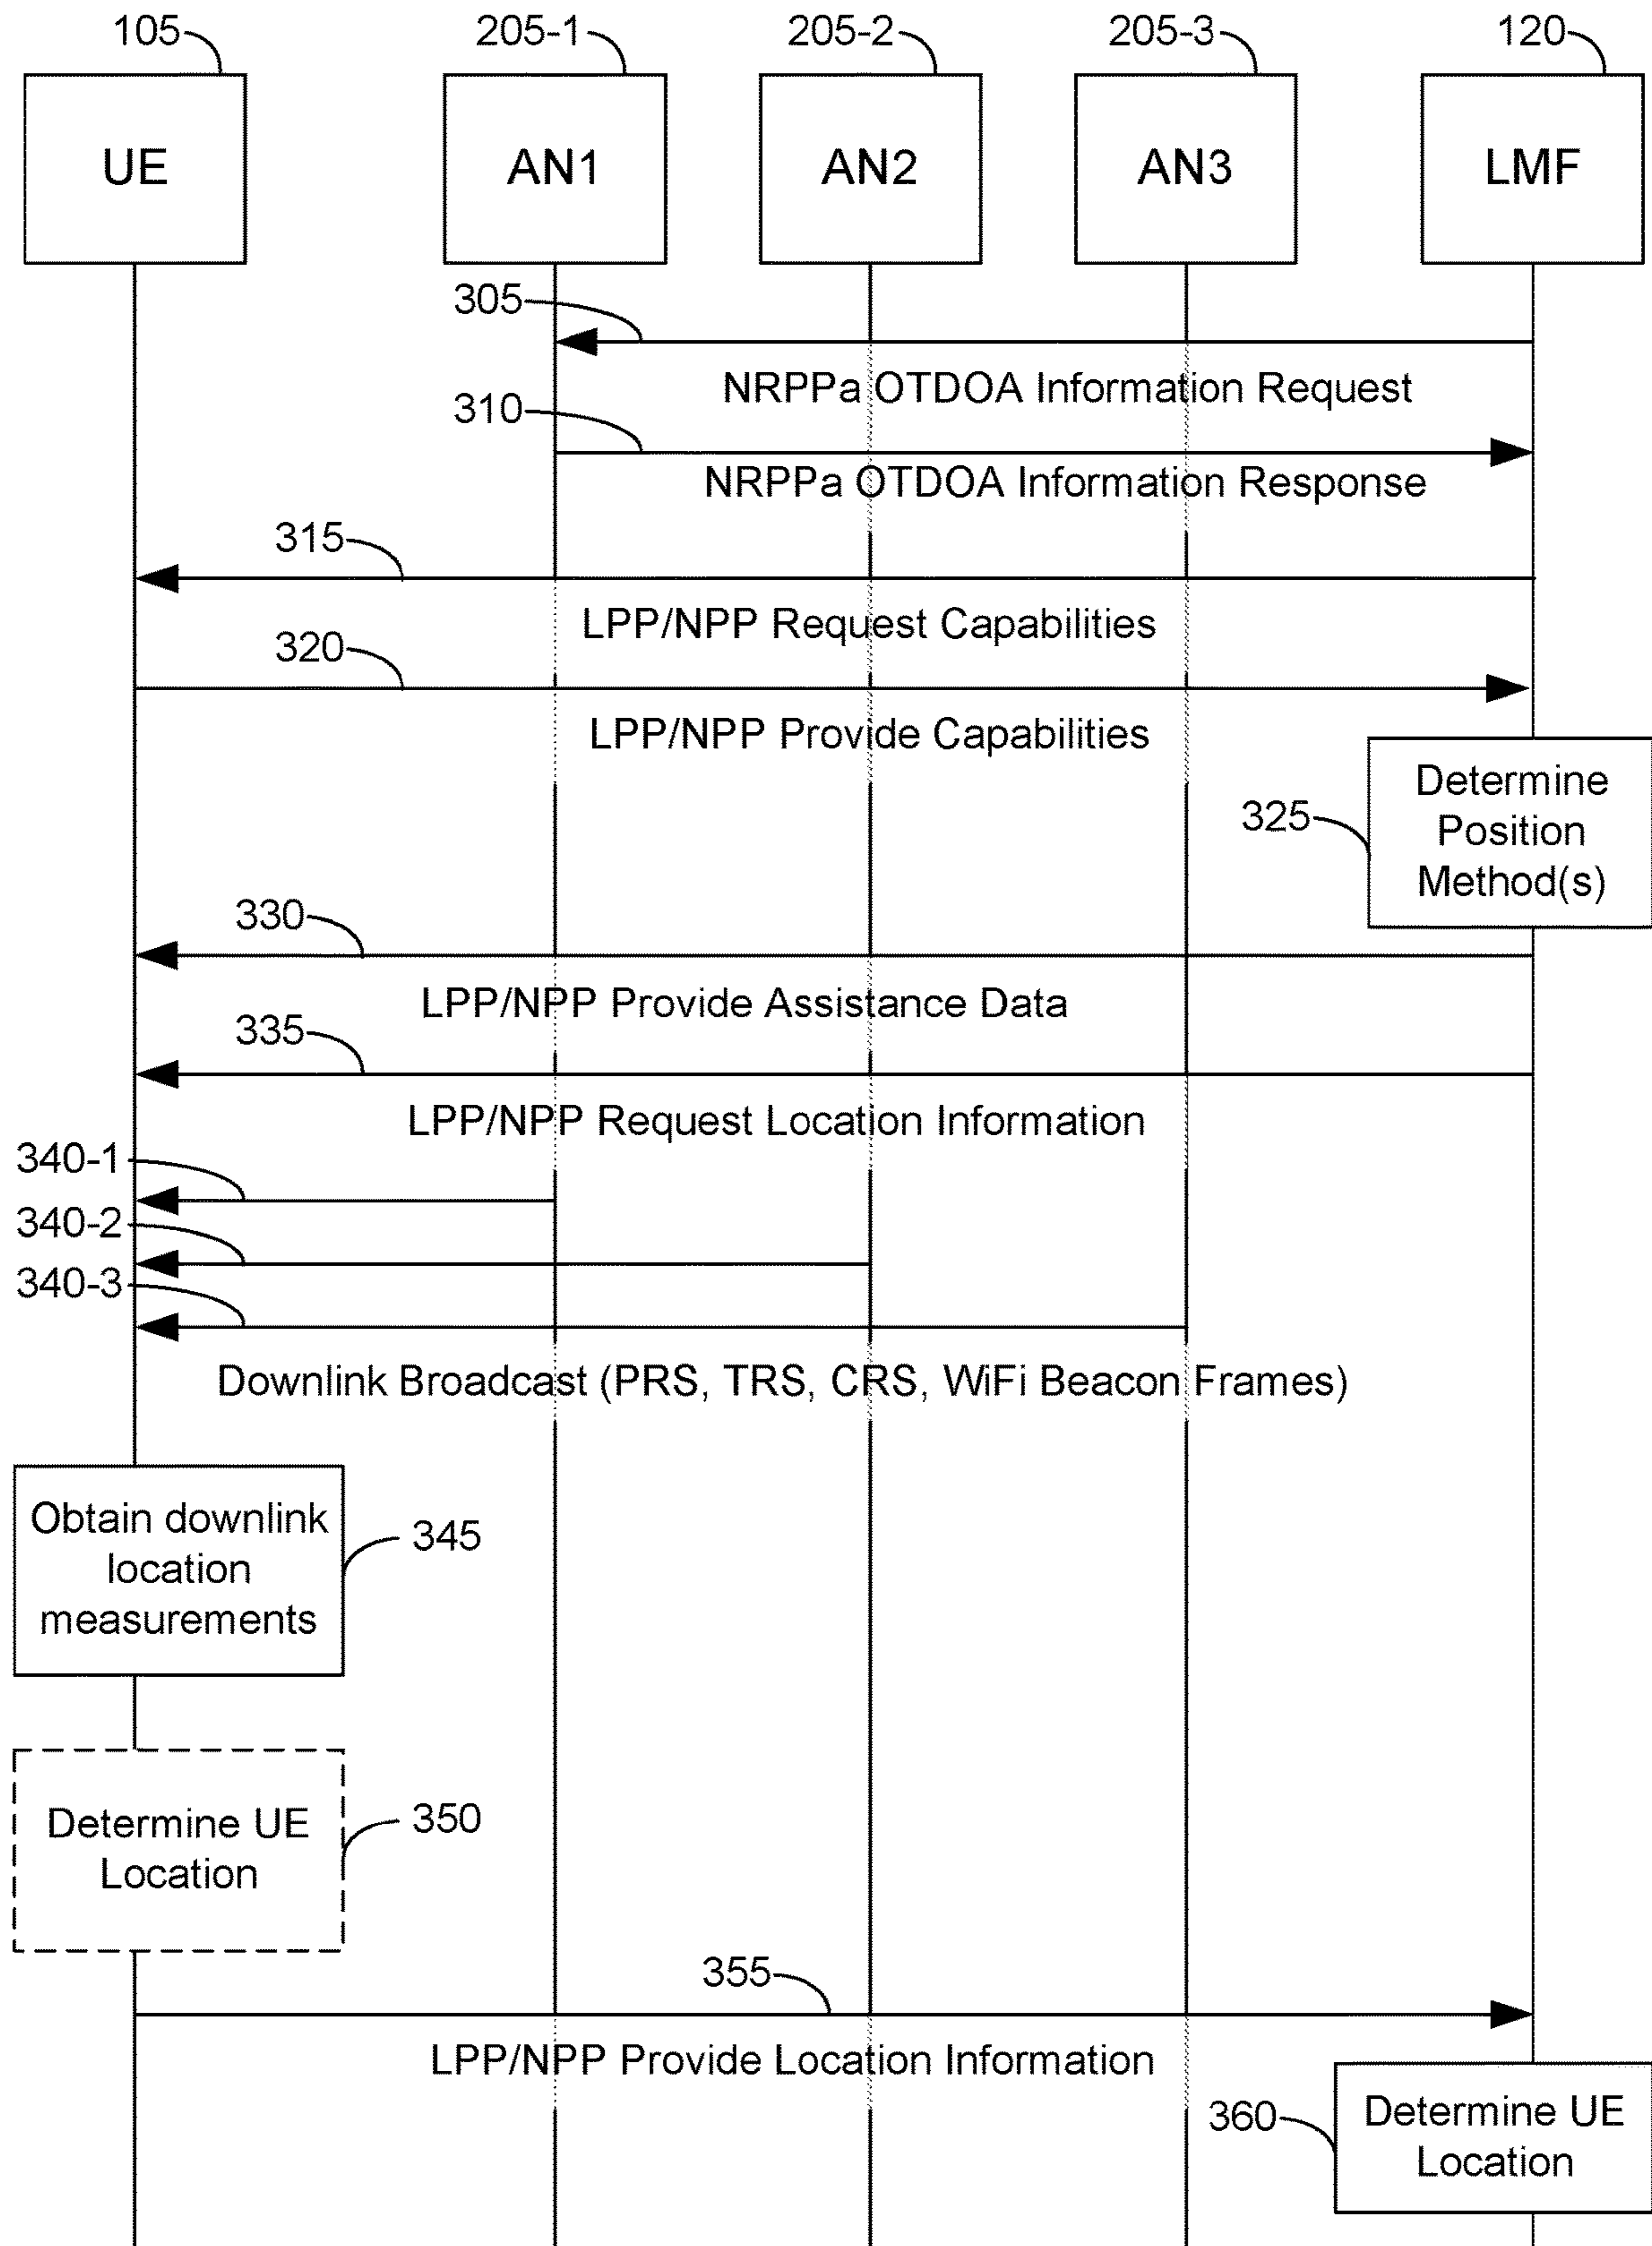 105
205-1
205-2
205-3
120
UE
AN1
AN2
AN3
LMF
305
NRPPa OTDOA Information Request
310
NRPPa OTDOA Information Response
315
LPP/NPP Request Capabilities
320
LPP/NPP Provide Capabilities
325
Determine
Position
Method(s)
330
LPP/NPP Provide Assistance Data
335
LPP/NPP Request Location Information
340-1
340-2
340-3
Downlink Broadcast (PRS, TRS, CRS, WiFi Beacon Frames)
Obtain downlink
location
measurements
345
Determine UE
Location
350
355
LPP/NPP Provide Location Information
360
Determine UE
Location